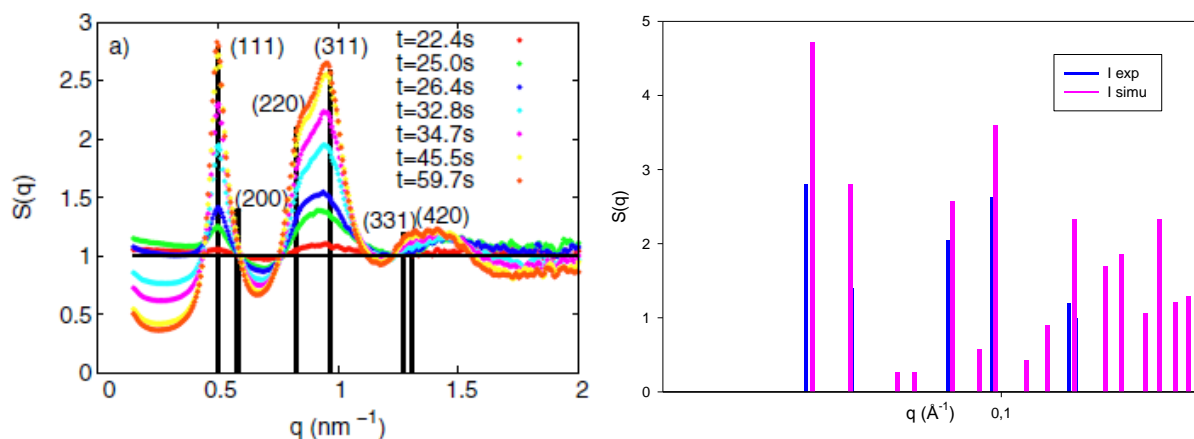 a)
(111)
(311)
(220)
(200)
(331)
(420)
t=22.4s
t=25.0s
t=26.4s
t=32.8s
t=34.7s
t=45.5s
t=59.7s
3
2.5
2
1.5
1
0.5
0
S(q)
0
0.5
1
1.5
2
q (nm⁻¹)
I exp
I simu
5
4
3
2
1
0
S(q)
q (Å⁻¹)
0,1